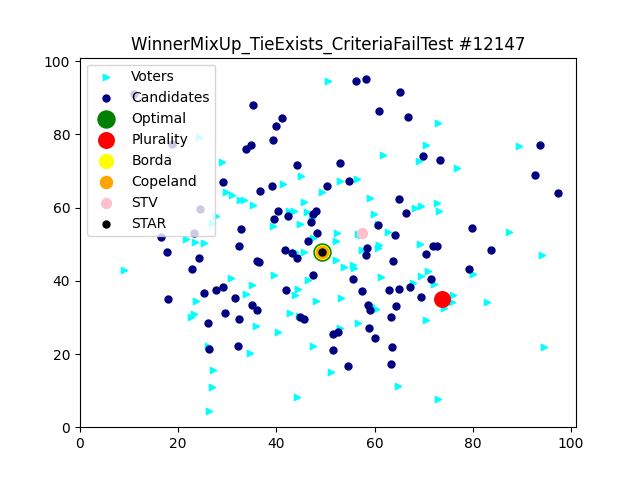 WinnerMixUp_TieExists_CriteriaFailTest #12147
100
80
60
40
20
0
0
20
40
60
80
100
Voters
Candidates
Optimal
Plurality
Borda
Copeland
STV
STAR